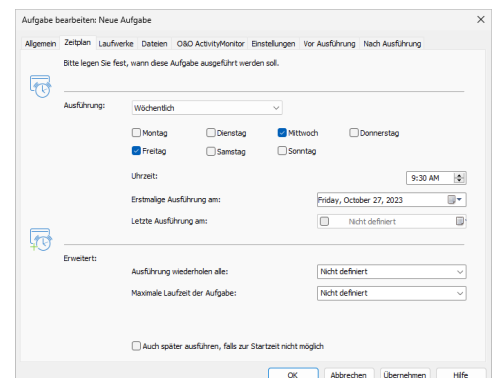 Aufgabe bearbeiten: Neue Aufgabe
Allgemein Zeitplan Laufwerke Dateien O&O ActivityMonitor Einstellungen Vor Ausführung Nach Ausführung
Bitte legen Sie fest, wann diese Aufgabe ausgeführt werden soll.
Ausführung: Wöchentlich
Montag Dienstag Mittwoch Donnerstag
Freitag Samstag Sonntag
Uhrzeit: 9:30 AM
Erstmalige Ausführung am: Friday, October 27, 2023
Letzte Ausführung am: Nicht definiert
Erweitert:
Ausführung wiederholen alle: Nicht definiert
Maximale Laufzeit der Aufgabe: Nicht definiert
Auch später ausführen, falls zur Startzeit nicht möglich
OK Abbrechen Übernehmen Hilfe